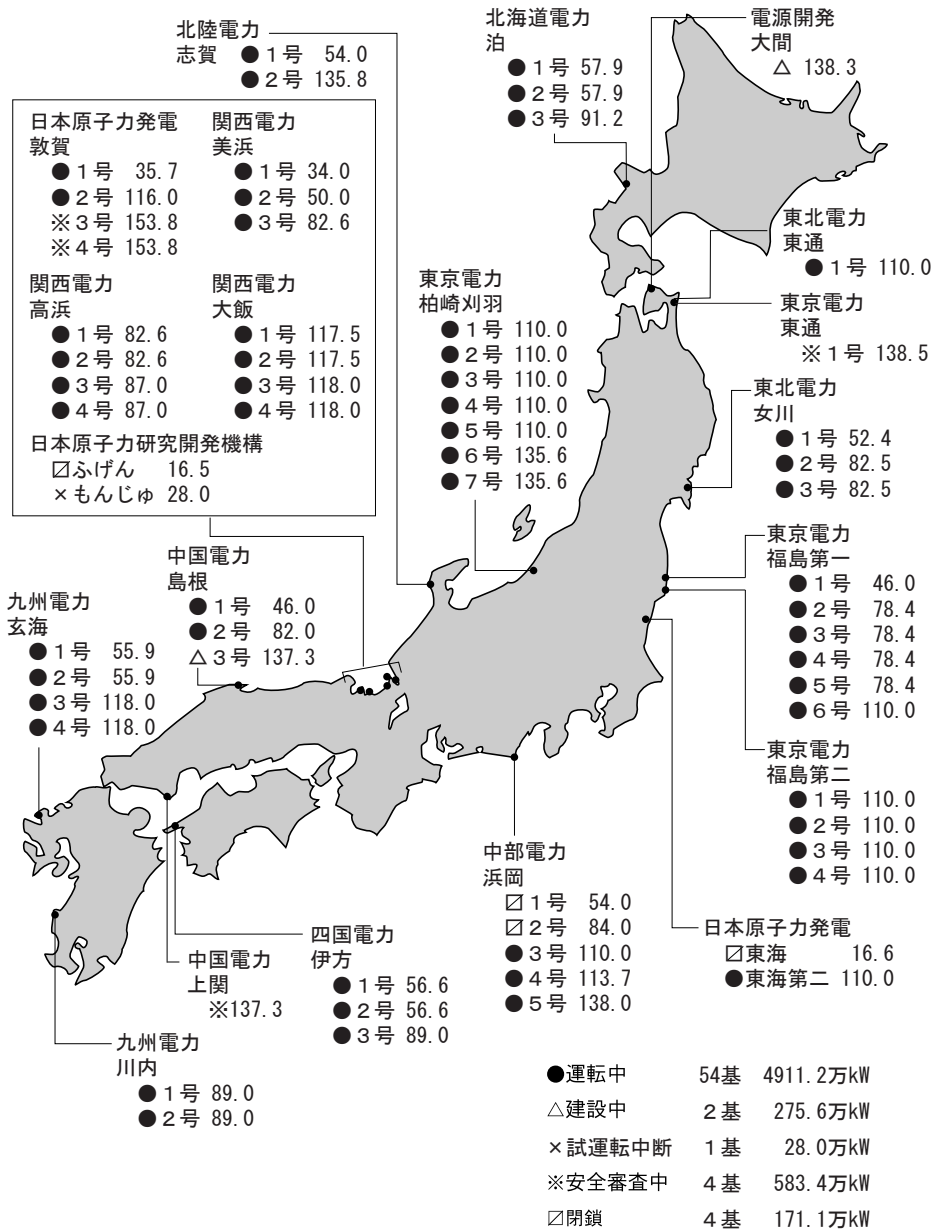 北陸電力
志賀 ●1号 54.0
●2号 135.8
北海道電力
泊
●1号 57.9
●2号 57.9
●3号 91.2
電源開発
大間
△ 138.3
日本原子力発電
敦賀
●1号 35.7
●2号 116.0
※3号 153.8
※4号 153.8
関西電力
美浜
●1号 34.0
●2号 50.0
●3号 82.6
関西電力
高浜
●1号 82.6
●2号 82.6
●3号 87.0
●4号 87.0
関西電力
大飯
●1号 117.5
●2号 117.5
●3号 118.0
●4号 118.0
日本原子力研究開発機構
〼ふげん 16.5
×もんじゅ 28.0
東京電力
柏崎刈羽
●1号 110.0
●2号 110.0
●3号 110.0
●4号 110.0
●5号 110.0
●6号 135.6
●7号 135.6
東北電力
東通
●1号 110.0
東京電力
東通
※1号 138.5
東北電力
女川
●1号 52.4
●2号 82.5
●3号 82.5
東京電力
福島第一
●1号 46.0
●2号 78.4
●3号 78.4
●4号 78.4
●5号 78.4
●6号 110.0
東京電力
福島第二
●1号 110.0
●2号 110.0
●3号 110.0
●4号 110.0
中国電力
島根
●1号 46.0
●2号 82.0
△3号 137.3
九州電力
玄海
●1号 55.9
●2号 55.9
●3号 118.0
●4号 118.0
中部電力
浜岡
〼1号 54.0
〼2号 84.0
●3号 110.0
●4号 113.7
●5号 138.0
日本原子力発電
〼東海 16.6
●東海第二 110.0
四国電力
伊方
●1号 56.6
●2号 56.6
●3号 89.0
中国電力
上関
※137.3
九州電力
川内
●1号 89.0
●2号 89.0
●運転中 54基 4911.2万kW
△建設中 2基 275.6万kW
×試運転中断 1基 28.0万kW
※安全審査中 4基 583.4万kW
〼閉鎖 4基 171.1万kW